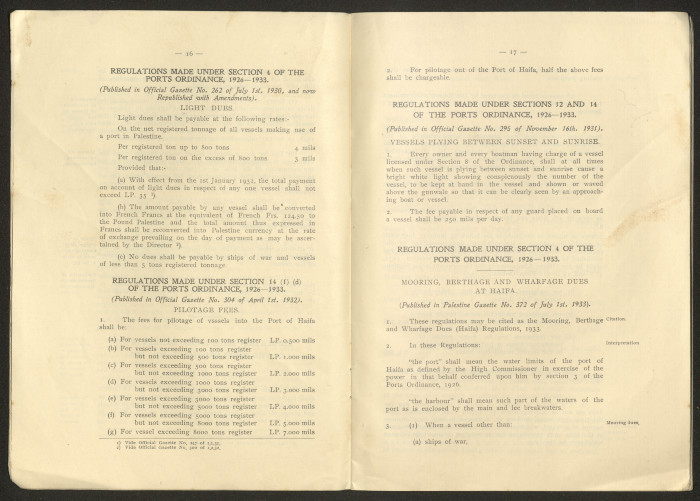 — 16 —
REGULATIONS MADE UNDER SECTION 4 OF THE
PORTS ORDINANCE, 1926—1933.
(Published in Official Gazette No. 262 of July 1st, 1930, and now
Republished with Amendments).
LIGHT DUES.
Light dues shall be payable at the following rates:-
On the net registered tonnage of all vessels making use of
a port in Palestine.
Per registered ton up to 800 tons 4 mils
Per registered ton on the excess of 800 tons 3 mils
Provided that:-
(a) With effect from the 1st January 1931, the total payment
on account of light dues in respect of any one vessel shall not
exceed LP. 35 ¹)
(b) The amount payable by any vessel shall be converted
into French Francs at the equivalent of French Frs. 124.50 to
the Pound Palestine and the total amount thus expressed in
Francs shall be reconverted into Palestine currency at the rate
of exchange prevailing on the day of payment as may be ascer-
tained by the Director ²).
(c) No dues shall be payable by ships of war and vessels
of less than 5 tons registered tonnage.
REGULATIONS MADE UNDER SECTION 14 (1) (d)
OF THE PORTS ORDINANCE, 1926—1933.
(Published in Official Gazette No. 304 of April 1st. 1932).
PILOTAGE FEES.
1. The fees for pilotage of vessels into the Port of Haifa
shall be:
(a) For vessels not exceeding 100 tons register LP. 0.500 mils
(b) For vessels exceeding 100 tons register
but not exceeding 500 tons register LP. 1.000 mils
(c) For vessels exceeding 500 tons register
but not exceeding 1000 tons register LP. 2.000 mils
(d) For vessels exceeding 1000 tons register
but not exceeding 3000 tons register LP. 3.000 mils
(e) For vessels exceeding 3000 tons register
but not exceeding 5000 tons register LP. 4.000 mils
(f) For vessels exceeding 5000 tons register
but not exceeding 8000 tons register LP. 5.000 mils
(g) For vessel exceeding 8000 tons register LP. 7.000 mils
1) Vide Official Gazette No.
2) Vide Official Gazette No.
— 17 —
2. For pilotage out of the Port of Haifa, half the above fees
shall be chargeable.
REGULATIONS MADE UNDER SECTIONS 12 AND 14
OF THE PORTS ORDINANCE, 1926—1933.
(Published in Official Gazette No. 295 of November 16th, 1931).
VESSELS PLYING BETWEEN SUNSET AND SUNRISE.
1. Every owner and every boatman having charge of a vessel
licensed under Section 8 of the Ordinance, shall at all times
when such vessel is plying between sunset and sunrise cause a
bright white light showing conspicuously the number of the
vessel, to be kept at hand in the vessel and shown or waved
above the gunwale so that it can be clearly seen by an approach-
ing boat or vessel.
2. The fee payable in respect of any guard placed on board
a vessel shall be 250 mils per day.
REGULATIONS MADE UNDER SECTION 4 OF THE
PORTS ORDINANCE, 1926—1933.
MOORING, BERTHAGE AND WHARFAGE DUES
AT HAIFA.
(Published in Palestine Gazette No. 372 of July 1st. 1933).
1. These regulations may be cited as the Mooring, Berthage Citation.
and Wharfage Dues (Haifa) Regulations, 1933.
2. In these Regulations: Interpretation.
"the port" shall mean the water limits of the port of
Haifa as defined by the High Commissioner in exercise of the
power in that behalf conferred upon him by section 3 of the
Ports Ordinance, 1926.
"the harbour" shall mean such part of the waters of the
port as is enclosed by the main and lee breakwaters.
3. (1) When a vessel other than: Mooring dues.
(a) ships of war,